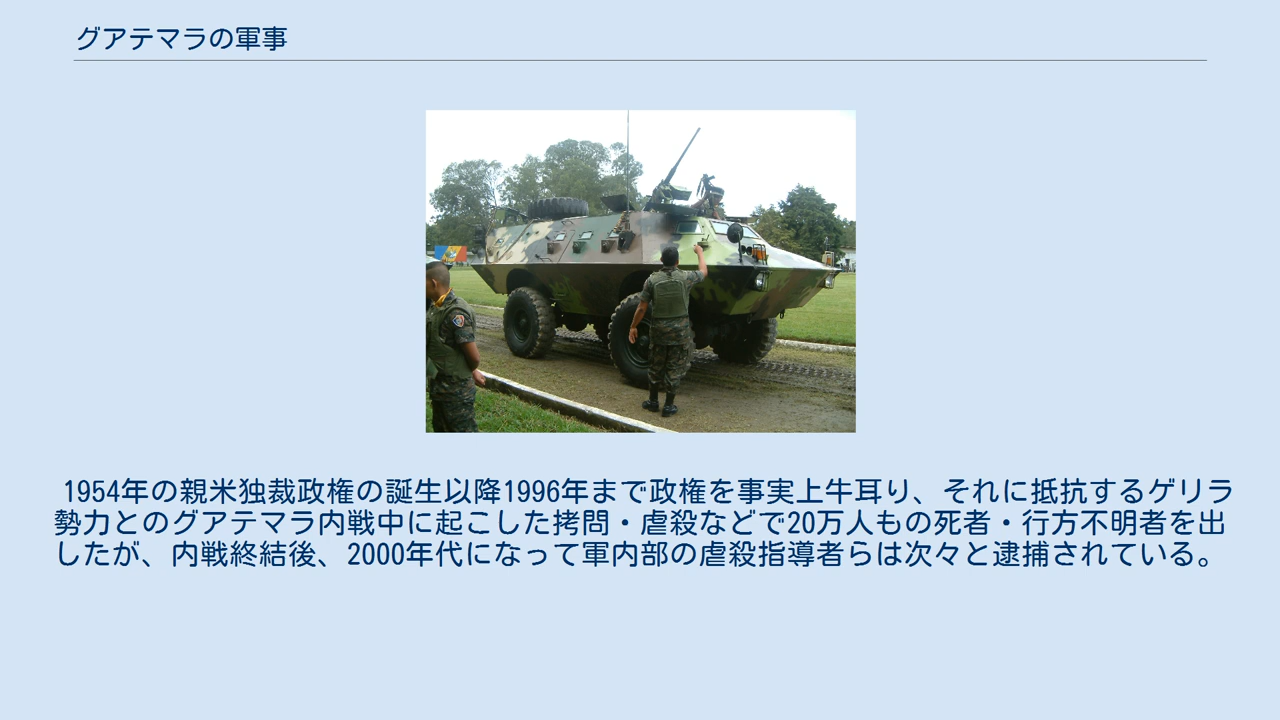 グアテマラの軍事
1954年の親米独裁政権の誕生以降1996年まで政権を事実上牛耳り、それに抵抗するゲリラ
勢力とのグアテマラ内戦中に起こした拷問・虐殺などで20万人もの死者・行方不明者を出
したが、内戦終結後、2000年代になって軍内部の虐殺指導者らは次々と逮捕されている。